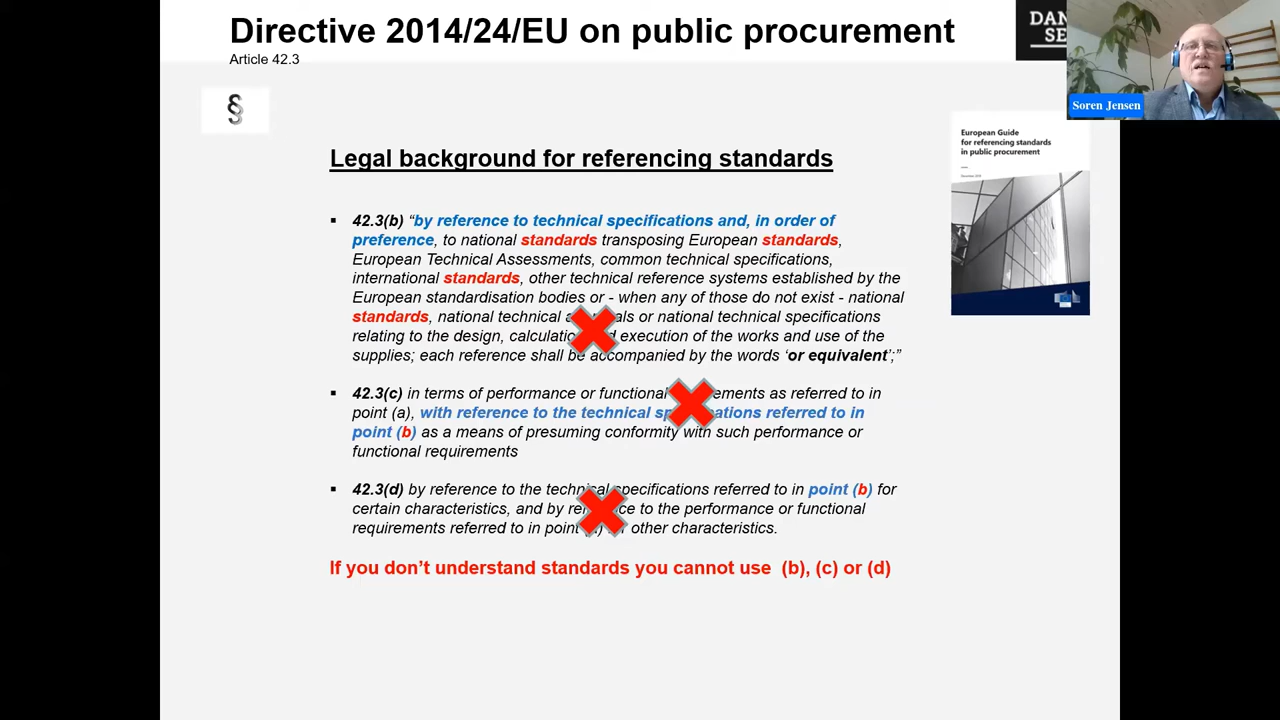 Directive 2014/24/EU on public procurement
Article 42.3
DAN
SE
Soren Jensen
§
European Guide
for referencing standards
in public procurement
Legal background for referencing standards
▪ 42.3(b) “by reference to technical specifications and, in order of
preference, to national standards transposing European standards,
European Technical Assessments, common technical specifications,
international standards, other technical reference systems established by the
European standardisation bodies or - when any of those do not exist - national
standards, national technical or national technical specifications
relating to the design, execution of the works and use of the
supplies; each reference shall be accompanied by the words ‘or equivalent’;”
▪ 42.3(c) in terms of performance or functional as referred to in
point (a), with reference to the technical referred to in
point (b) as a means of presuming conformity with such performance or
functional requirements
▪ 42.3(d) by reference to the technical specifications referred to in point (b) for
certain characteristics, and by to the performance or functional
requirements referred to in point other characteristics.
If you don’t understand standards you cannot use (b), (c) or (d)